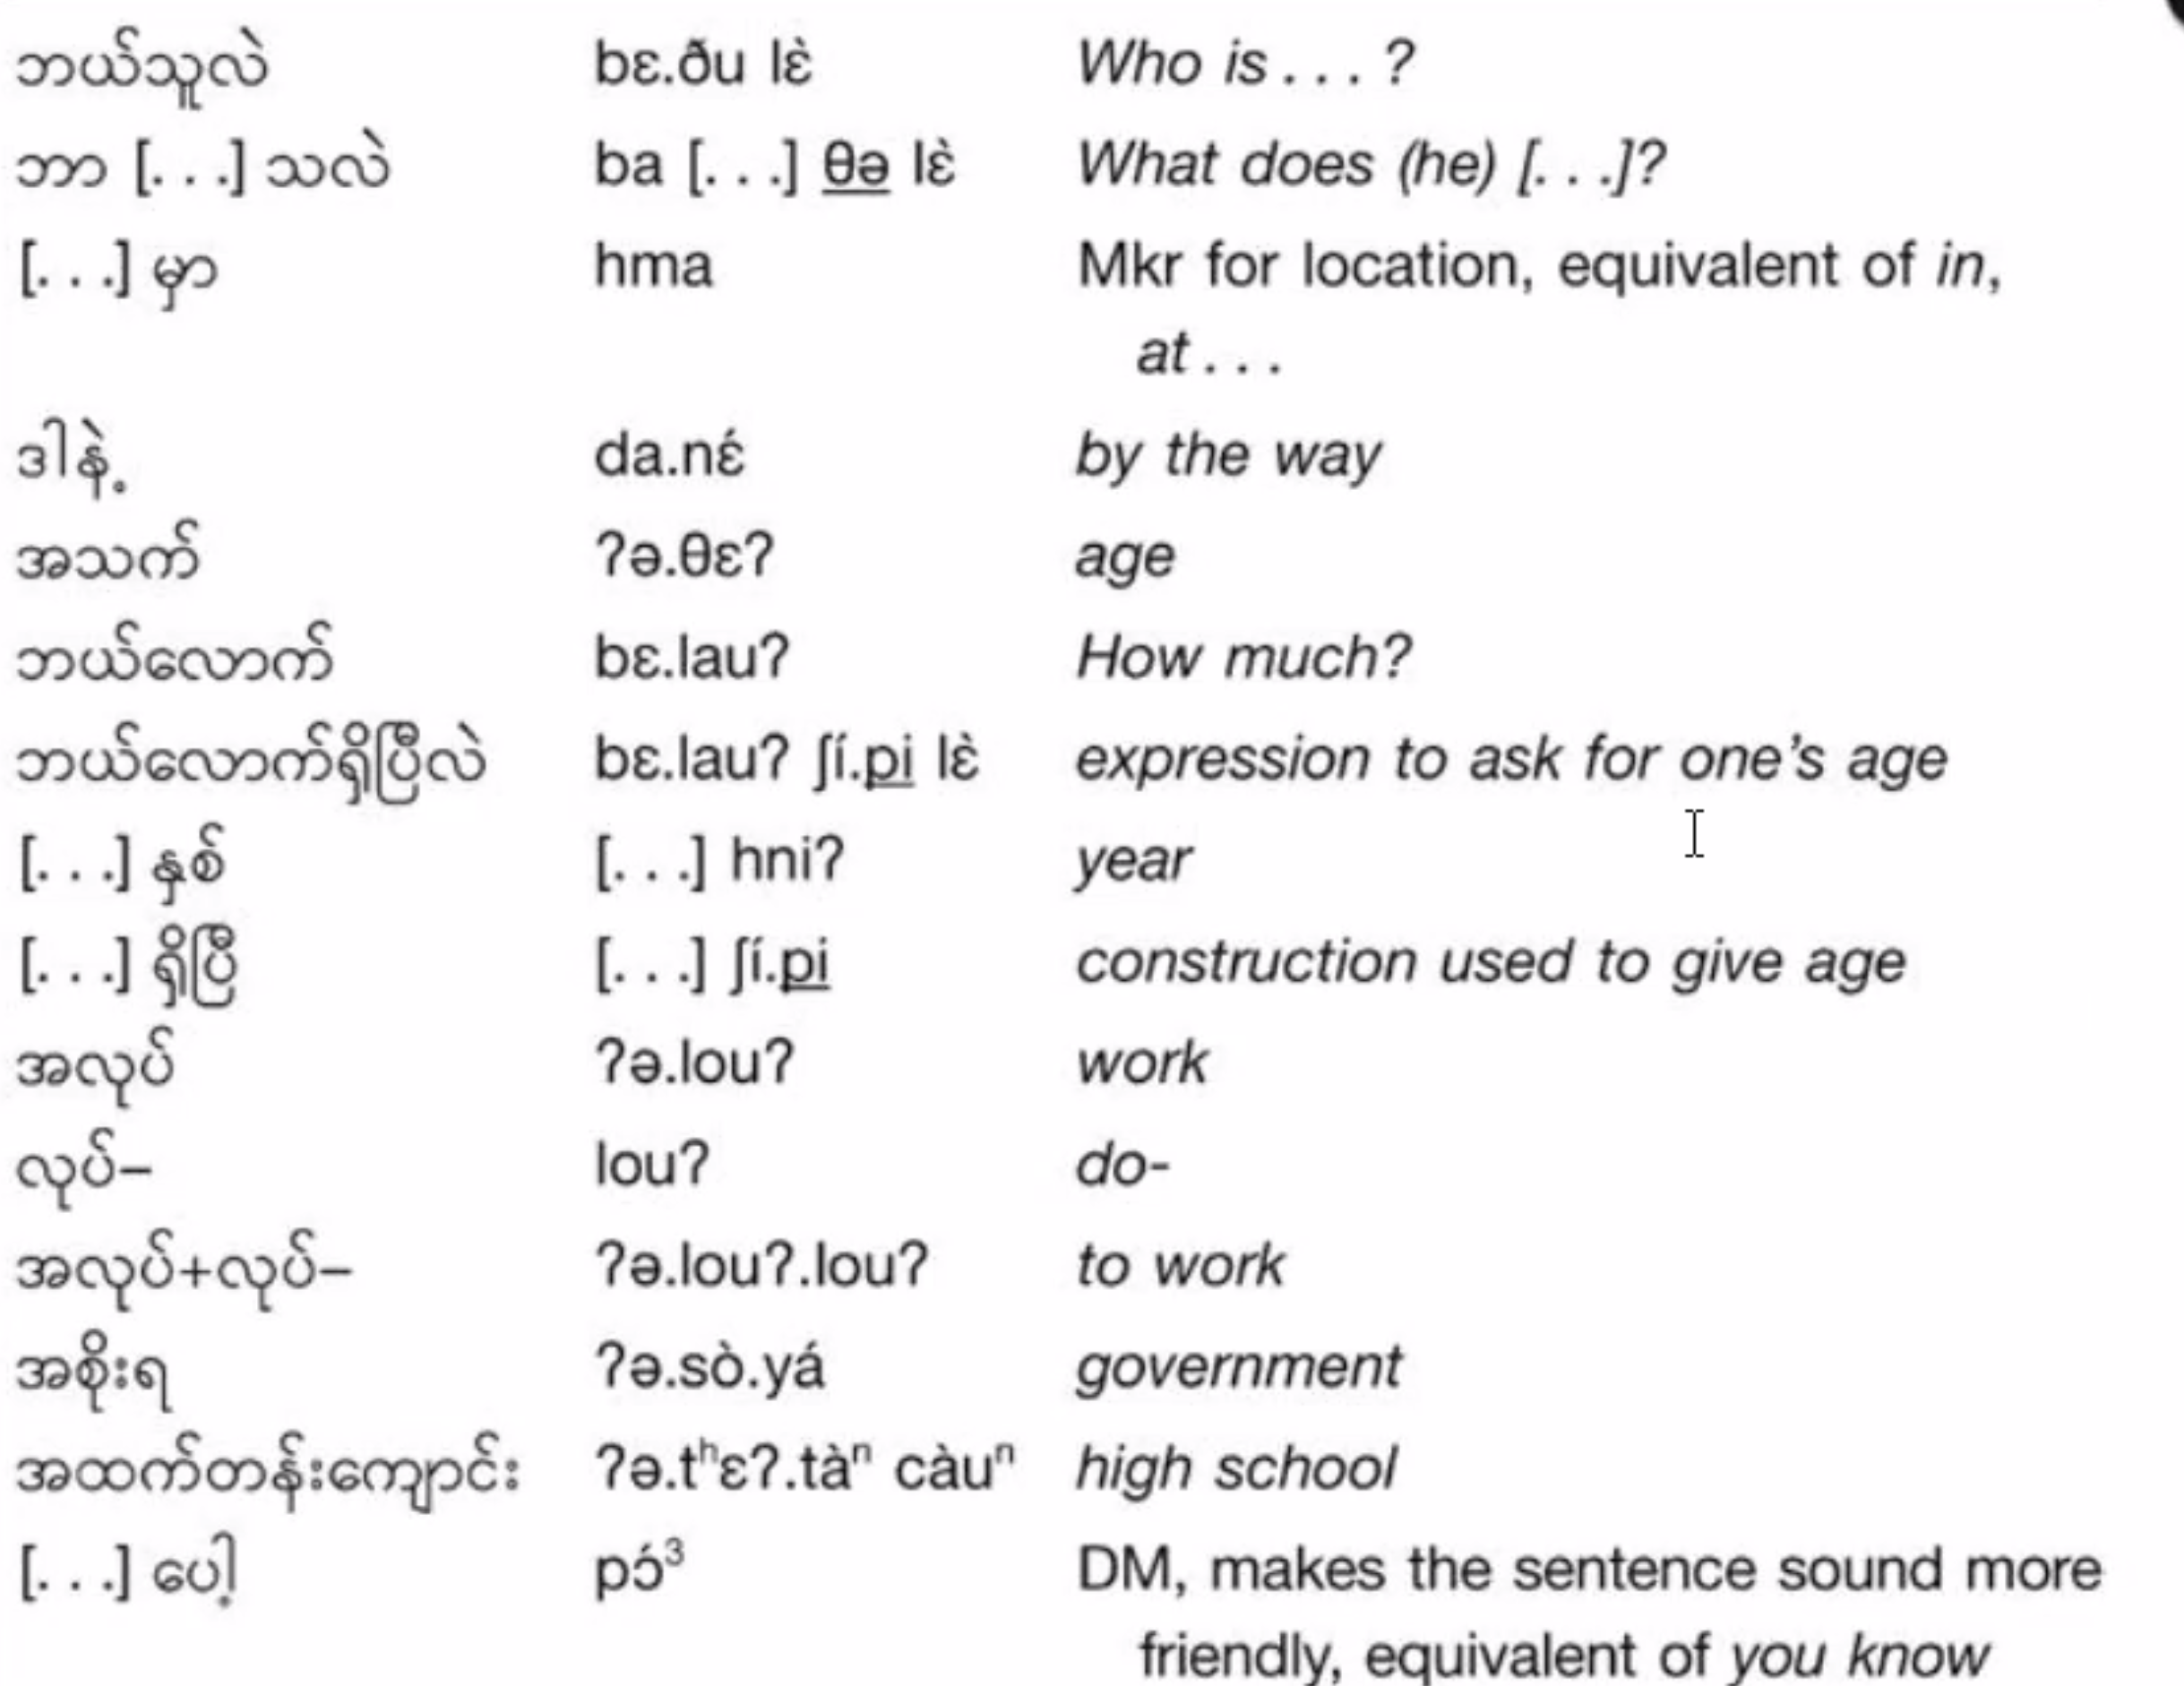 ဘယ်သူလဲ bɛ.ðu lɛ̀ Who is . . . ?
ဘာ [. . .] သလဲ ba [. . .] θə lɛ̀ What does (he) [. . .]?
[. . .] မှာ hma Mkr for location, equivalent of in,
at . . .
ဒါနဲ့ da.nɛ́ by the way
အသက် ʔə.θɛʔ age
ဘယ်လောက် bɛ.lauʔ How much?
ဘယ်လောက်ရှိပြီလဲ bɛ.lauʔ ʃí.pi lɛ̀ expression to ask for one’s age
[. . .] နှစ် [. . .] hniʔ year
[. . .] ရှိပြီ [. . .] ʃí.pi construction used to give age
အလုပ် ʔə.louʔ work
လုပ်– louʔ do-
အလုပ်+လုပ်– ʔə.louʔ.louʔ to work
အစိုးရ ʔə.sò.yá government
အထက်တန်းကျောင်း ʔə.tʰɛʔ.tàⁿ càuⁿ high school
[. . .] ပေါ့ pɔ́³ DM, makes the sentence sound more
friendly, equivalent of you know